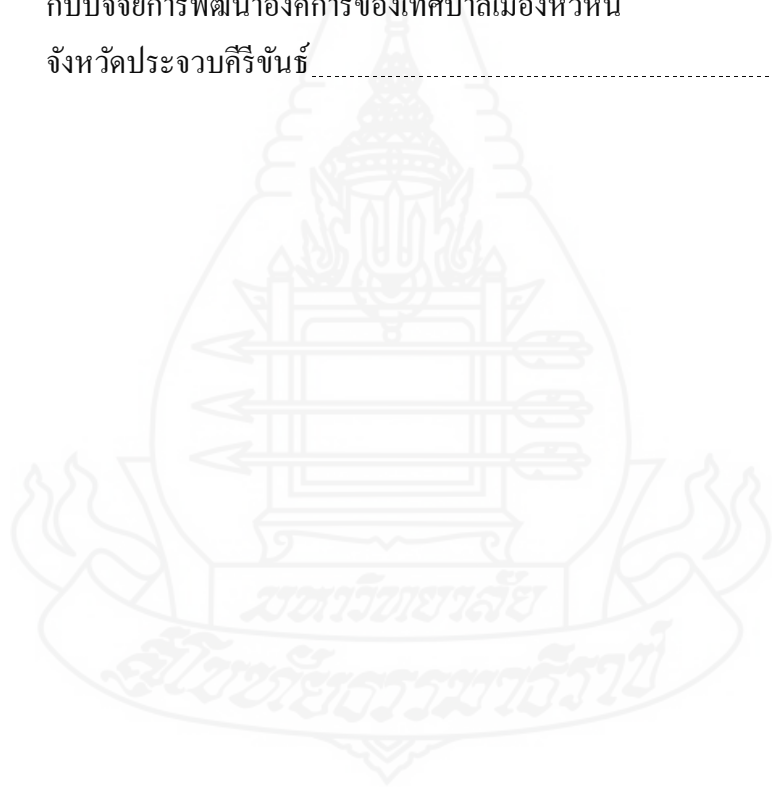 กับปัจจัยการพัฒนาองค์การของเทศบาลเมืองหัวหิน
จังหวัดประจวบคีรีขันธ์
มหาวิทยาลัย
สุโขทัยธรรมาธิราช